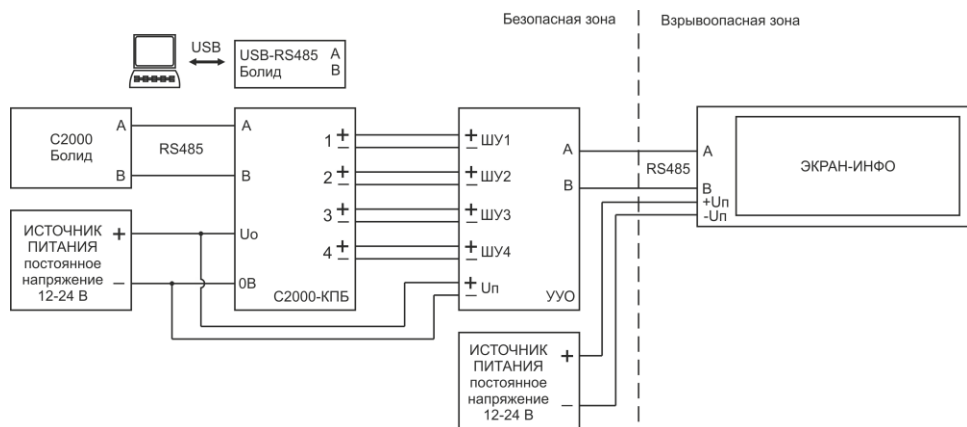 Безопасная зона
Взрывоопасная зона
USB
USB-RS485 A
Болид B
С2000
Болид
A
B
RS485
A
B
Uo
0В
С2000-КПБ
1 + −
2 + −
3 + −
4 + −
+ − ШУ1
+ − ШУ2
+ − ШУ3
+ − ШУ4
+ − Uп
A
B
УУО
RS485
A
B
+Uп
-Uп
ЭКРАН-ИНФО
ИСТОЧНИК +
ПИТАНИЯ
постоянное
напряжение −
12-24 В
ИСТОЧНИК +
ПИТАНИЯ
постоянное
напряжение −
12-24 В